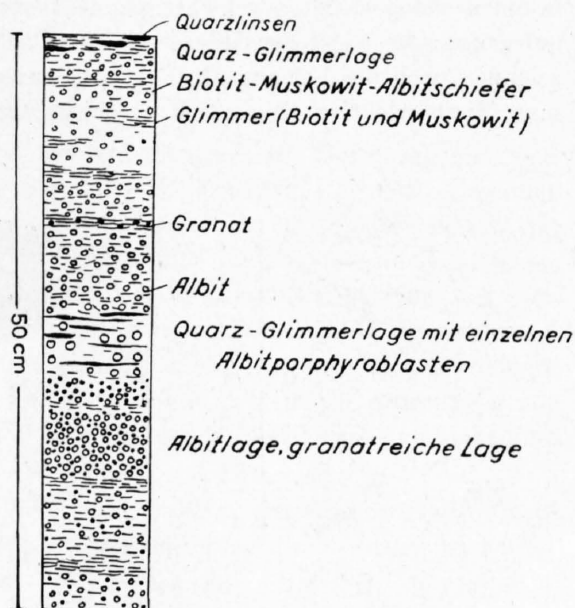 Quarzlinsen
Quarz-Glimmerlage
Biotit-Muskowit-Albitschiefer
Glimmer (Biotit und Muskowit)
Granat
Albit
50 cm
Quarz-Glimmerlage mit einzelnen
Albitporphyroblasten
Albitlage, granatreiche Lage